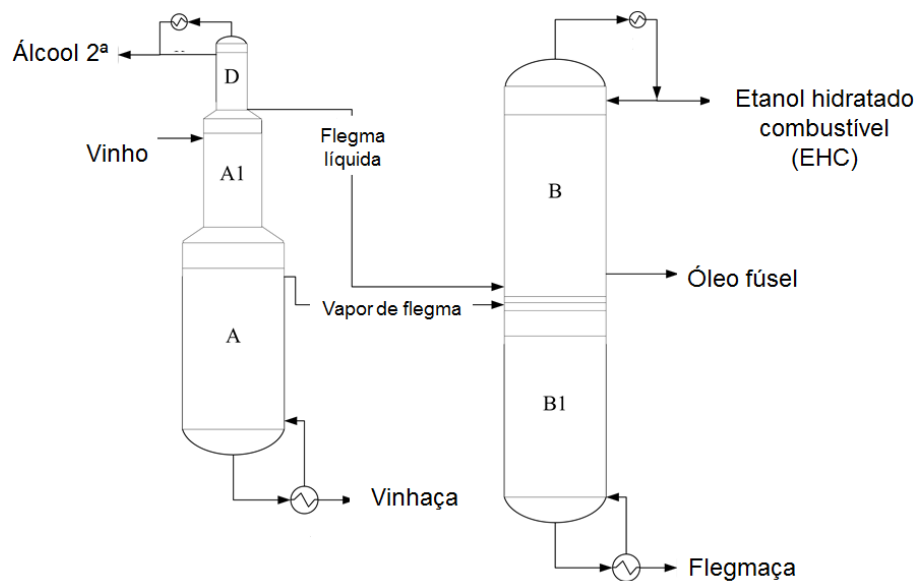 Álcool 2ª
D
Vinho
A1
Flegma
líquida
A
Vapor de flegma
Vinhaça
B
Etanol hidratado
combustível
(EHC)
Óleo fúsel
B1
Flegmaça